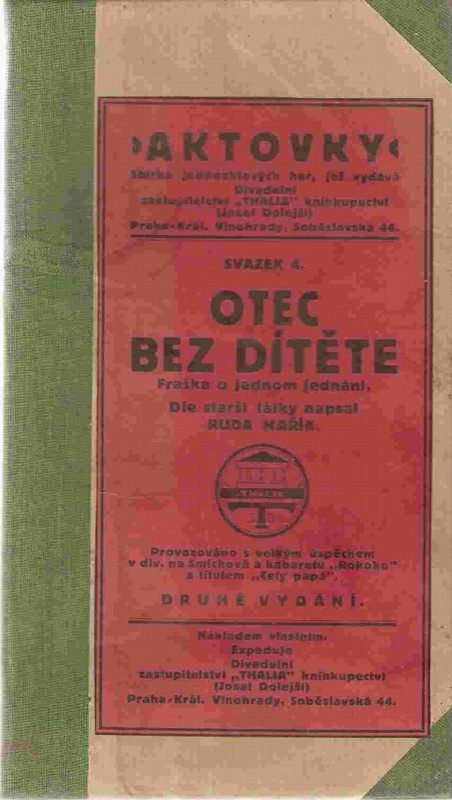 ›AKTOVKY‹
Sbírka jednoaktových her, jež vydává
Divadelní
zastupitelství „THALIA" knihkupectví
(Josef Dolejší)
Praha-Král. Vinohrady, Soběslavská 44.
SVAZEK 4.
OTEC
BEZ DÍTĚTE
Fraška o jednom jednání.
Dle starší látky napsal
RUDA MAŘÍK.
THALIA
Provozováno s velkým úspěchem
v div. na Smíchově a kabaretu „Rokoko"
s titulem „Celý papá".
DRUHÉ VYDÁNÍ.
Nákladem vlastním.
Expeduje
Divadelní
zastupitelství „THALIA" knihkupectví
(Josef Dolejší)
Praha-Král. Vinohrady, Soběslavská 44.